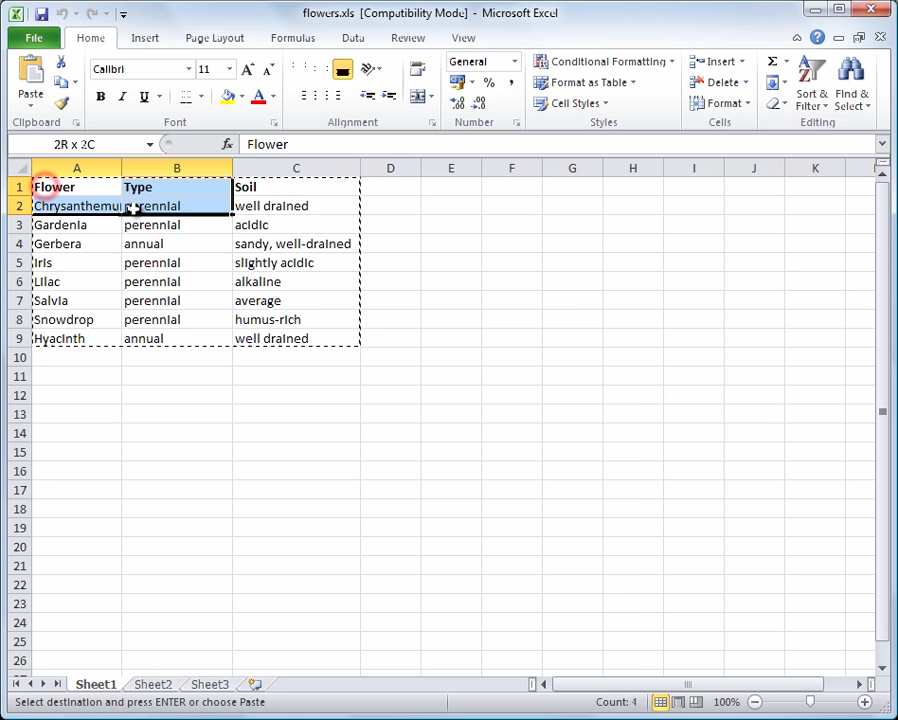 flowers.xls [Compatibility Mode] - Microsoft Excel
File Home Insert Page Layout Formulas Data Review View
Paste
Calibri 11
General
Conditional Formatting
Format as Table
Cell Styles
Insert
Delete
Format
Sort & Filter
Find & Select
Clipboard Font Alignment Number Styles Cells Editing
2R x 2C fx Flower
A B C D E F G H I J K
1 Flower Type Soil
2 Chrysanthemum perennial well drained
3 Gardenia perennial acidic
4 Gerbera annual sandy, well-drained
5 Iris perennial slightly acidic
6 Lilac perennial alkaline
7 Salvia perennial average
8 Snowdrop perennial humus-rich
9 Hyacinth annual well drained
10
11
12
13
14
15
16
17
18
19
20
21
22
23
24
25
26
Sheet1 Sheet2 Sheet3
Select destination and press ENTER or choose Paste Count: 4 100%